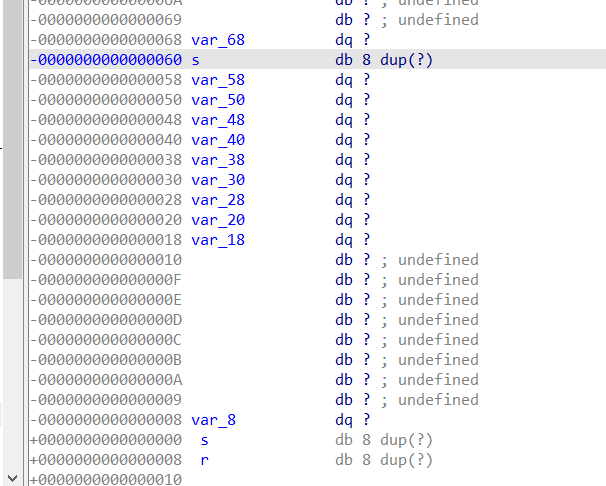 -000000000000006A db ? ; undefined
-0000000000000069 db ? ; undefined
-0000000000000068 var_68 dq ?
-0000000000000060 s db 8 dup(?)
-0000000000000058 var_58 dq ?
-0000000000000050 var_50 dq ?
-0000000000000048 var_48 dq ?
-0000000000000040 var_40 dq ?
-0000000000000038 var_38 dq ?
-0000000000000030 var_30 dq ?
-0000000000000028 var_28 dq ?
-0000000000000020 var_20 dq ?
-0000000000000018 var_18 dq ?
-0000000000000010 db ? ; undefined
-000000000000000F db ? ; undefined
-000000000000000E db ? ; undefined
-000000000000000D db ? ; undefined
-000000000000000C db ? ; undefined
-000000000000000B db ? ; undefined
-000000000000000A db ? ; undefined
-0000000000000009 db ? ; undefined
-0000000000000008 var_8 dq ?
+0000000000000000 s db 8 dup(?)
+0000000000000008 r db 8 dup(?)
+0000000000000010